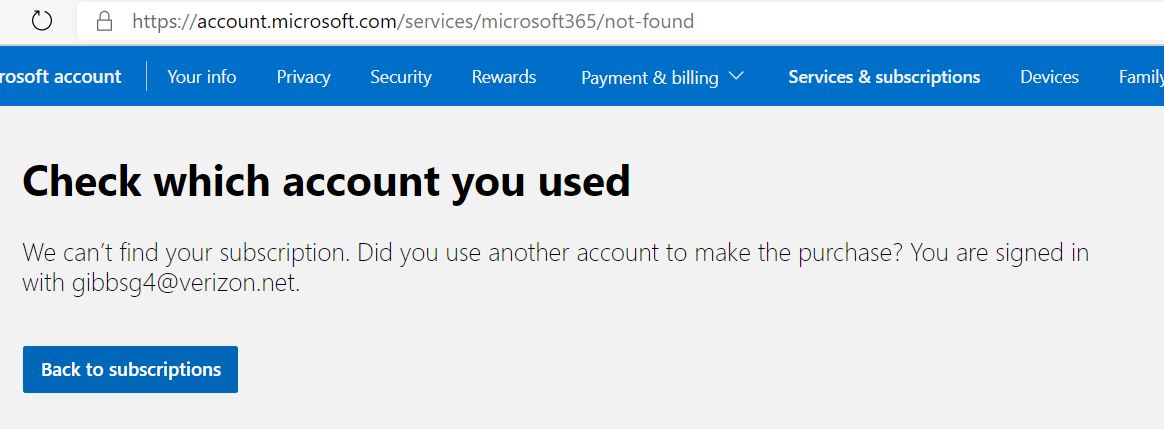 https://account.microsoft.com/services/microsoft365/not-found
rosoft account Your info Privacy Security Rewards Payment & billing Services & subscriptions Devices Family
Check which account you used
We can’t find your subscription. Did you use another account to make the purchase? You are signed in
with gibbsg4@verizon.net.
Back to subscriptions